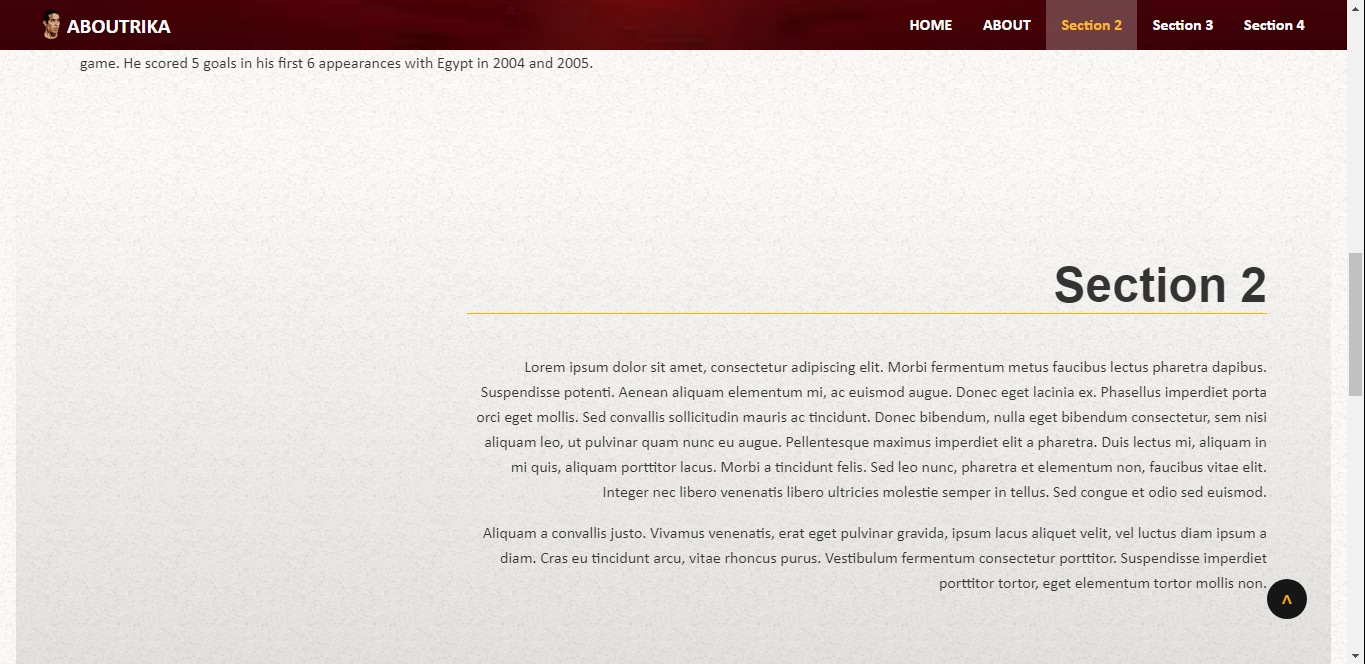 ABOUTRIKA
HOME ABOUT Section 2 Section 3 Section 4
game. He scored 5 goals in his first 6 appearances with Egypt in 2004 and 2005.
Section 2
Lorem ipsum dolor sit amet, consectetur adipiscing elit. Morbi fermentum metus faucibus lectus pharetra dapibus.
Suspendisse potenti. Aenean aliquam elementum mi, ac euismod augue. Donec eget lacinia ex. Phasellus imperdiet porta
orci eget mollis. Sed convallis sollicitudin mauris ac tincidunt. Donec bibendum, nulla eget bibendum consectetur, sem nisi
aliquam leo, ut pulvinar quam nunc eu augue. Pellentesque maximus imperdiet elit a pharetra. Duis lectus mi, aliquam in
mi quis, aliquam porttitor lacus. Morbi a tincidunt felis. Sed leo nunc, pharetra et elementum non, faucibus vitae elit.
Integer nec libero venenatis libero ultricies molestie semper in tellus. Sed congue et odio sed euismod.
Aliquam a convallis justo. Vivamus venenatis, erat eget pulvinar gravida, ipsum lacus aliquet velit, vel luctus diam ipsum a
diam. Cras eu tincidunt arcu, vitae rhoncus purus. Vestibulum fermentum consectetur porttitor. Suspendisse imperdiet
porttitor tortor, eget elementum tortor mollis non.
^